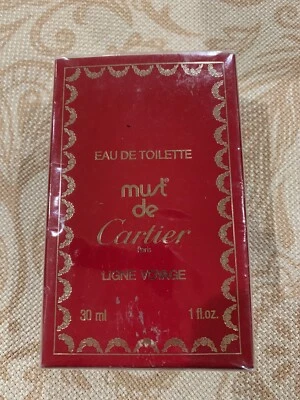 EAU DE TOILETTE
must
de
Cartier
Paris
LIGNE VOYAGE
30 ml 1 fl.oz.